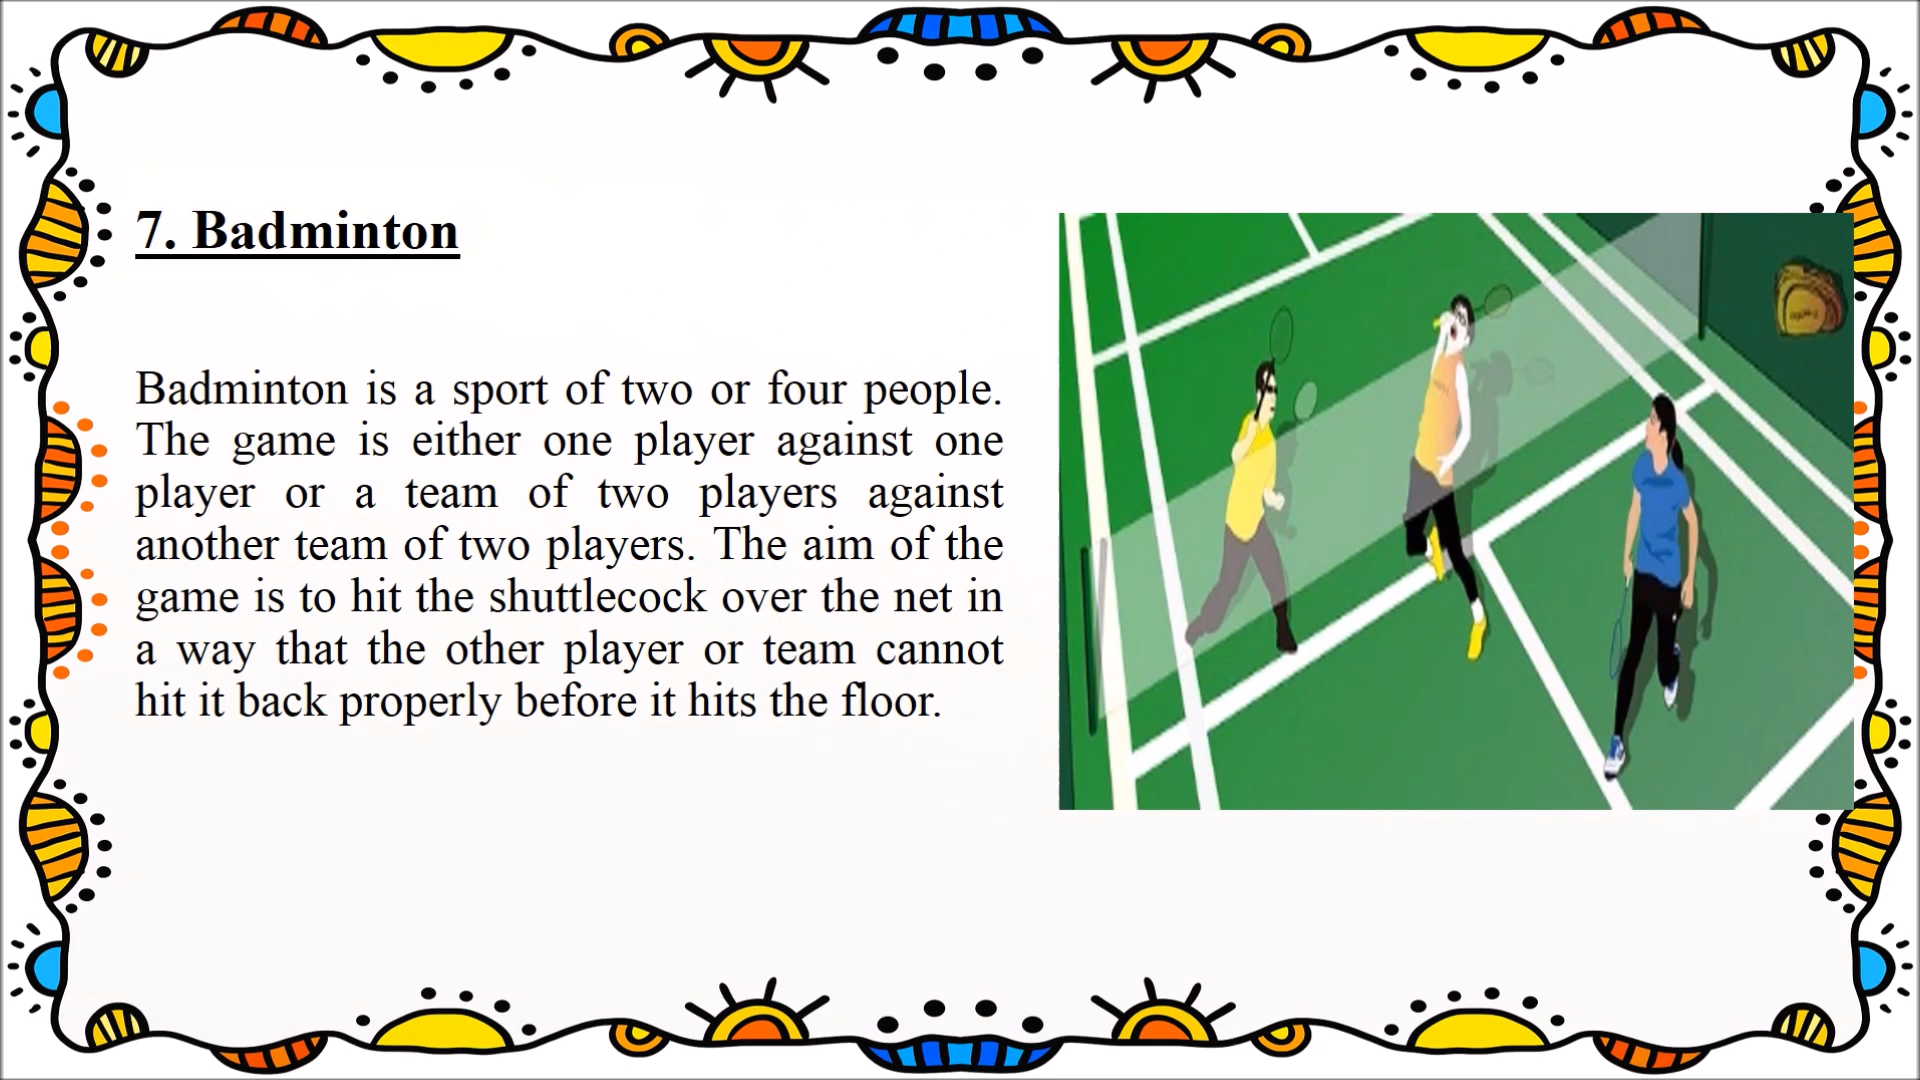 7. Badminton
Badminton is a sport of two or four people.
The game is either one player against one
player or a team of two players against
another team of two players. The aim of the
game is to hit the shuttlecock over the net in
a way that the other player or team cannot
hit it back properly before it hits the floor.